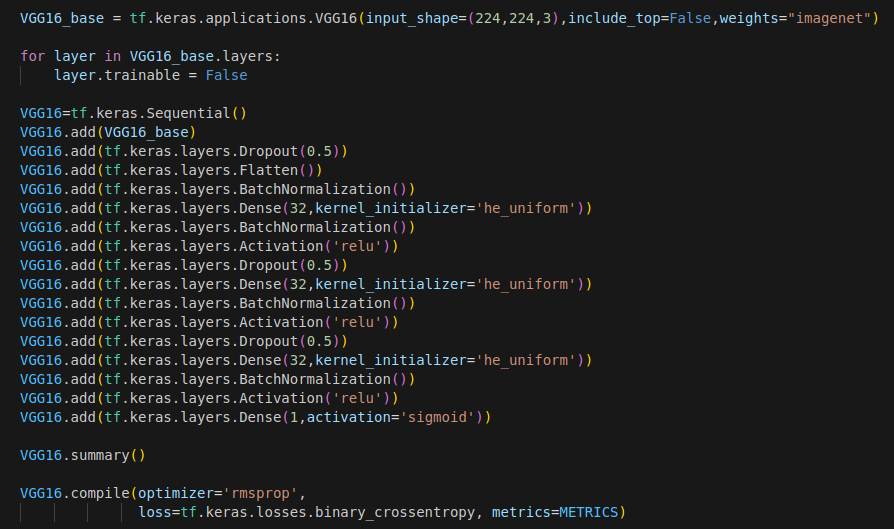 VGG16_base = tf.keras.applications.VGG16(input_shape=(224,224,3),include_top=False,weights="imagenet")
for layer in VGG16_base.layers:
    layer.trainable = False
VGG16=tf.keras.Sequential()
VGG16.add(VGG16_base)
VGG16.add(tf.keras.layers.Dropout(0.5))
VGG16.add(tf.keras.layers.Flatten())
VGG16.add(tf.keras.layers.BatchNormalization())
VGG16.add(tf.keras.layers.Dense(32,kernel_initializer='he_uniform'))
VGG16.add(tf.keras.layers.BatchNormalization())
VGG16.add(tf.keras.layers.Activation('relu'))
VGG16.add(tf.keras.layers.Dropout(0.5))
VGG16.add(tf.keras.layers.Dense(32,kernel_initializer='he_uniform'))
VGG16.add(tf.keras.layers.BatchNormalization())
VGG16.add(tf.keras.layers.Activation('relu'))
VGG16.add(tf.keras.layers.Dropout(0.5))
VGG16.add(tf.keras.layers.Dense(32,kernel_initializer='he_uniform'))
VGG16.add(tf.keras.layers.BatchNormalization())
VGG16.add(tf.keras.layers.Activation('relu'))
VGG16.add(tf.keras.layers.Dense(1,activation='sigmoid'))
VGG16.summary()
VGG16.compile(optimizer='rmsprop',
              loss=tf.keras.losses.binary_crossentropy, metrics=METRICS)